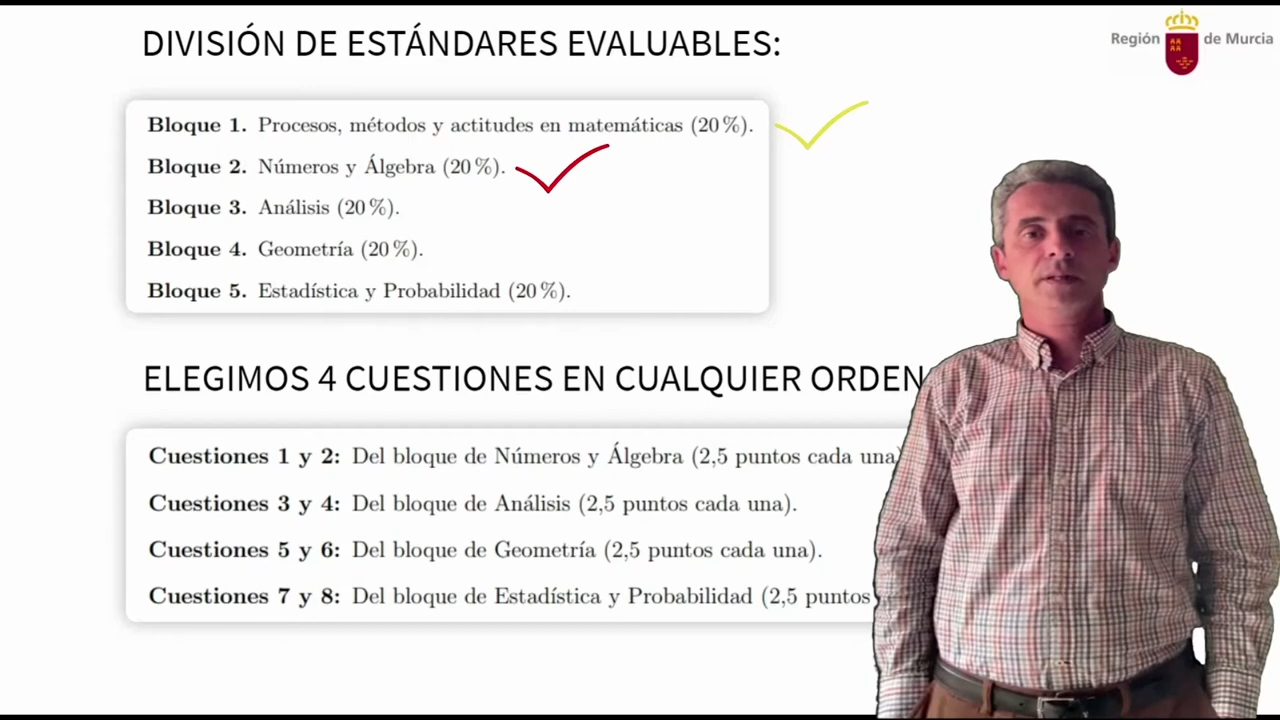 DIVISIÓN DE ESTÁNDARES EVALUABLES:
Región de Murcia
Bloque 1. Procesos, métodos y actitudes en matemáticas (20 %).
Bloque 2. Números y Álgebra (20 %).
Bloque 3. Análisis (20 %).
Bloque 4. Geometría (20 %).
Bloque 5. Estadística y Probabilidad (20 %).
ELEGIMOS 4 CUESTIONES EN CUALQUIER ORDEN
Cuestiones 1 y 2: Del bloque de Números y Álgebra (2,5 puntos cada una)
Cuestiones 3 y 4: Del bloque de Análisis (2,5 puntos cada una).
Cuestiones 5 y 6: Del bloque de Geometría (2,5 puntos cada una).
Cuestiones 7 y 8: Del bloque de Estadística y Probabilidad (2,5 puntos